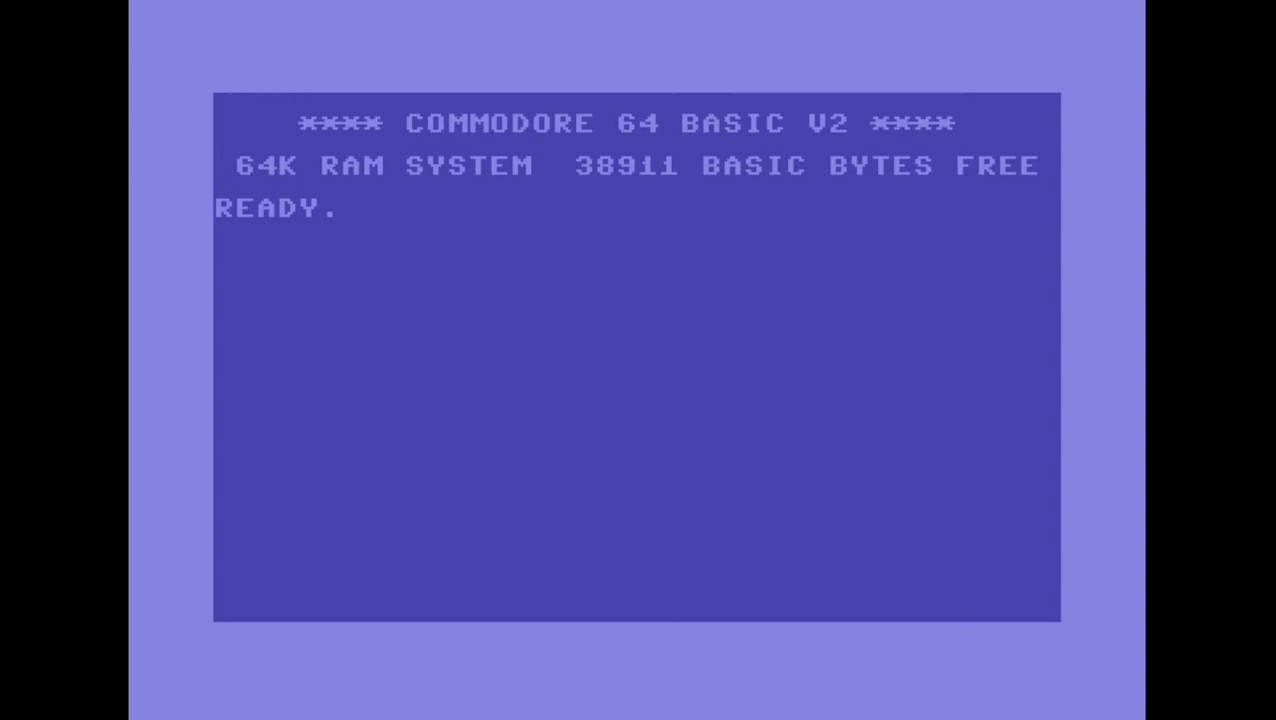 **** COMMODORE 64 BASIC V2 ****
64K RAM SYSTEM  38911 BASIC BYTES FREE
READY.